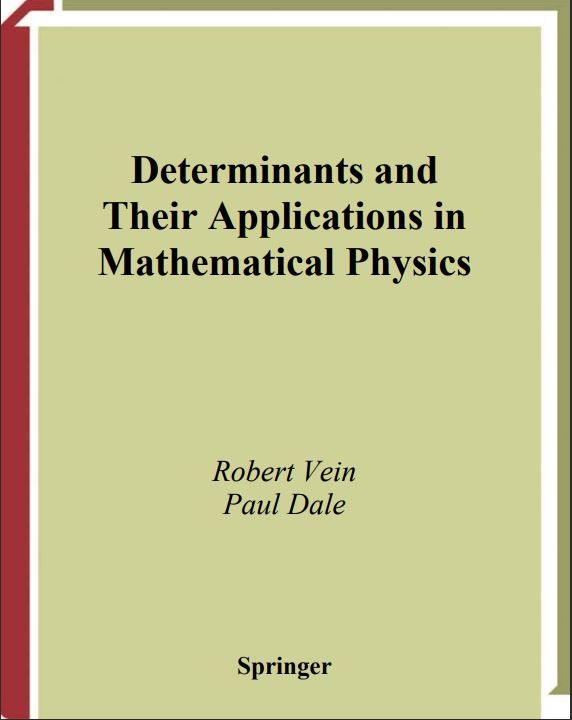 Determinants and
Their Applications in
Mathematical Physics
Robert Vein
Paul Dale
Springer